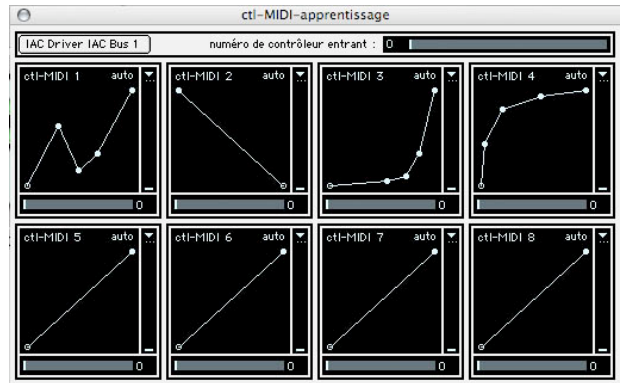 ctl-MIDI-apprentissage
IAC Driver IAC Bus 1 numéro de contrôleur entrant : 0
ctl-MIDI 1 auto ctl-MIDI 2 auto ctl-MIDI 3 auto ctl-MIDI 4 auto
0 0 0 0
ctl-MIDI 5 auto ctl-MIDI 6 auto ctl-MIDI 7 auto ctl-MIDI 8 auto
0 0 0 0